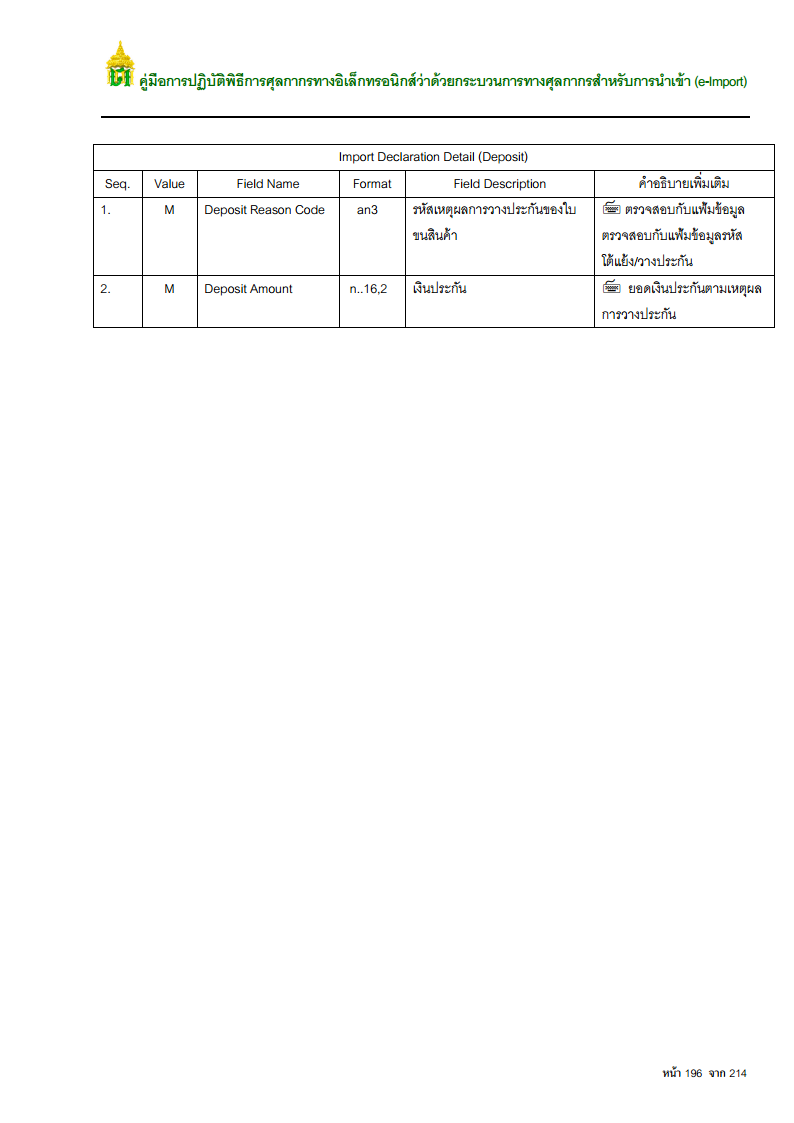 คู่มือการปฏิบัติพิธีการศุลกากรทางอิเล็กทรอนิกส์ว่าด้วยกระบวนการทางศุลกากรสำหรับการนำเข้า (e-Import)
Import Declaration Detail (Deposit)
Seq. Value Field Name Format Field Description คำอธิบายเพิ่มเติม
1. M Deposit Reason Code an3 รหัสเหตุผลการวางประกันของใบ ตรวจสอบกับแฟ้มข้อมูล
ขนสินค้า ตรวจสอบกับแฟ้มข้อมูลรหัส
โต้แย้ง/วางประกัน
2. M Deposit Amount n..16,2 เงินประกัน ยอดเงินประกันตามเหตุผล
การวางประกัน
หน้า 196 จาก 214